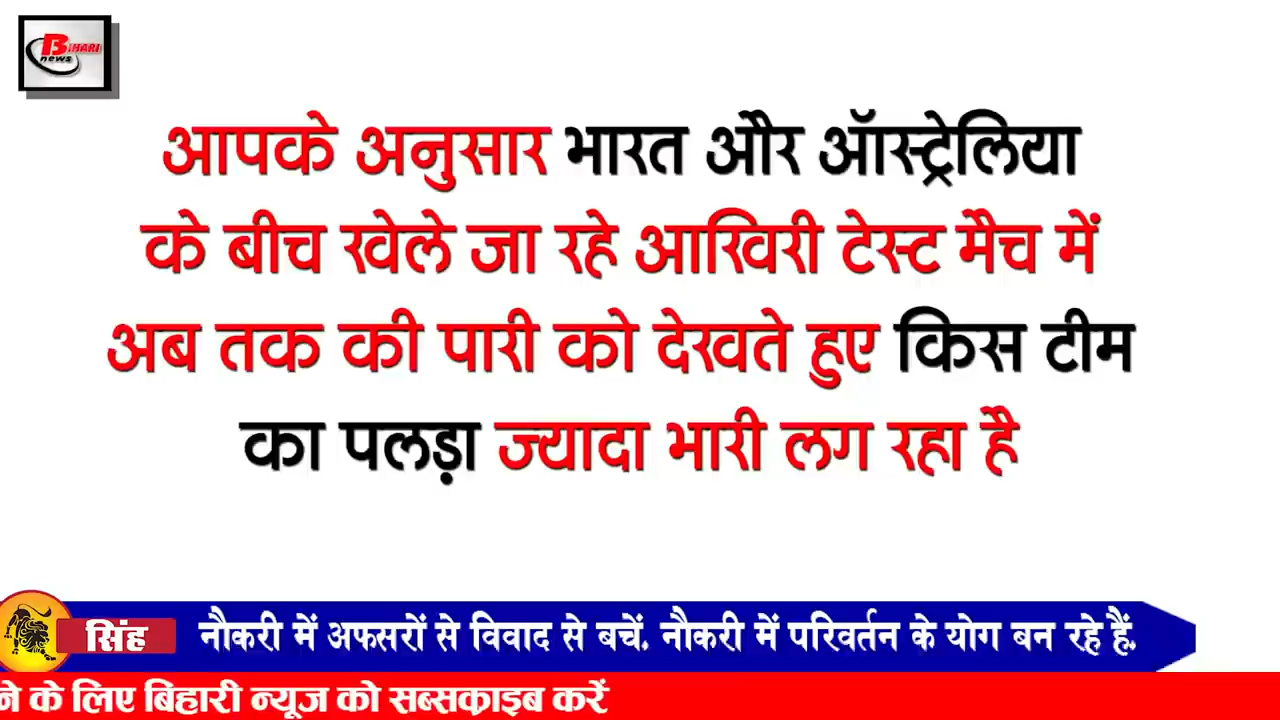 BIHARI
news
आपके अनुसार भारत और ऑस्ट्रेलिया
के बीच खेले जा रहे आखिरी टेस्ट मैच में
अब तक की पारी को देखते हुए किस टीम
का पलड़ा ज्यादा भारी लग रहा है
सिंह नौकरी में अफसरों से विवाद से बचें. नौकरी में परिवर्तन के योग बन रहे हैं.
ने के लिए बिहारी न्यूज को सब्सक्राइब करें